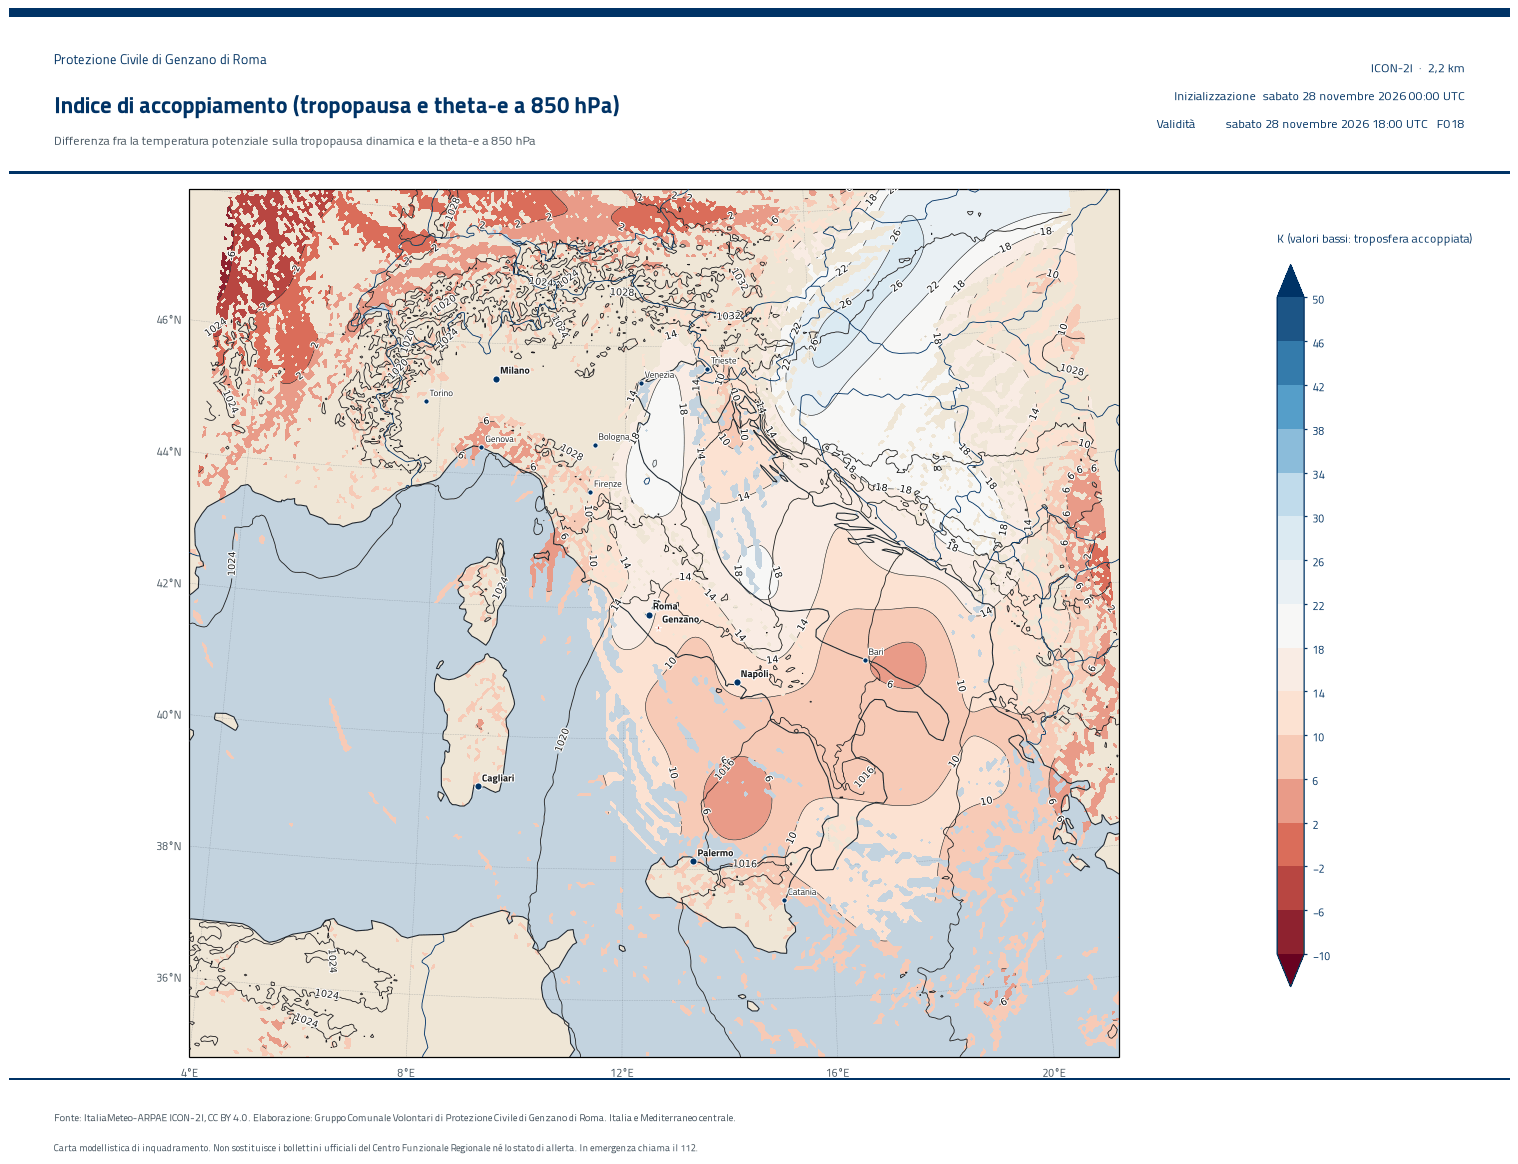 Protezione Civile di Genzano di Roma
Indice di accoppiamento (tropopausa e theta-e a 850 hPa)
Differenza fra la temperatura potenziale sulla tropopausa dinamica e la theta-e a 850 hPa
ICON-2I · 2,2 km
Inizializzazione sabato 28 novembre 2026 00:00 UTC
Validità sabato 28 novembre 2026 18:00 UTC F018
K (valori bassi: troposfera accoppiata)
50
46
42
38
34
30
26
22
18
14
10
6
2
−2
−6
−10
46°N
44°N
42°N
40°N
38°N
36°N
4°E
8°E
12°E
16°E
20°E
Milano
Torino
Venezia
Trieste
Genova
Bologna
Firenze
Roma
Genzano
Napoli
Bari
Cagliari
Palermo
Catania
Fonte: ItaliaMeteo-ARPAE ICON-2I, CC BY 4.0. Elaborazione: Gruppo Comunale Volontari di Protezione Civile di Genzano di Roma. Italia e Mediterraneo centrale.
Carta modellistica di inquadramento. Non sostituisce i bollettini ufficiali del Centro Funzionale Regionale né lo stato di allerta. In emergenza chiama il 112.